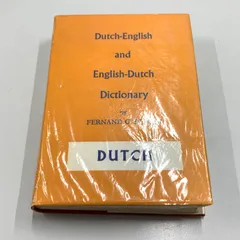 Dutch-English
and
English-Dutch
Dictionary
FERNAND
DUTCH